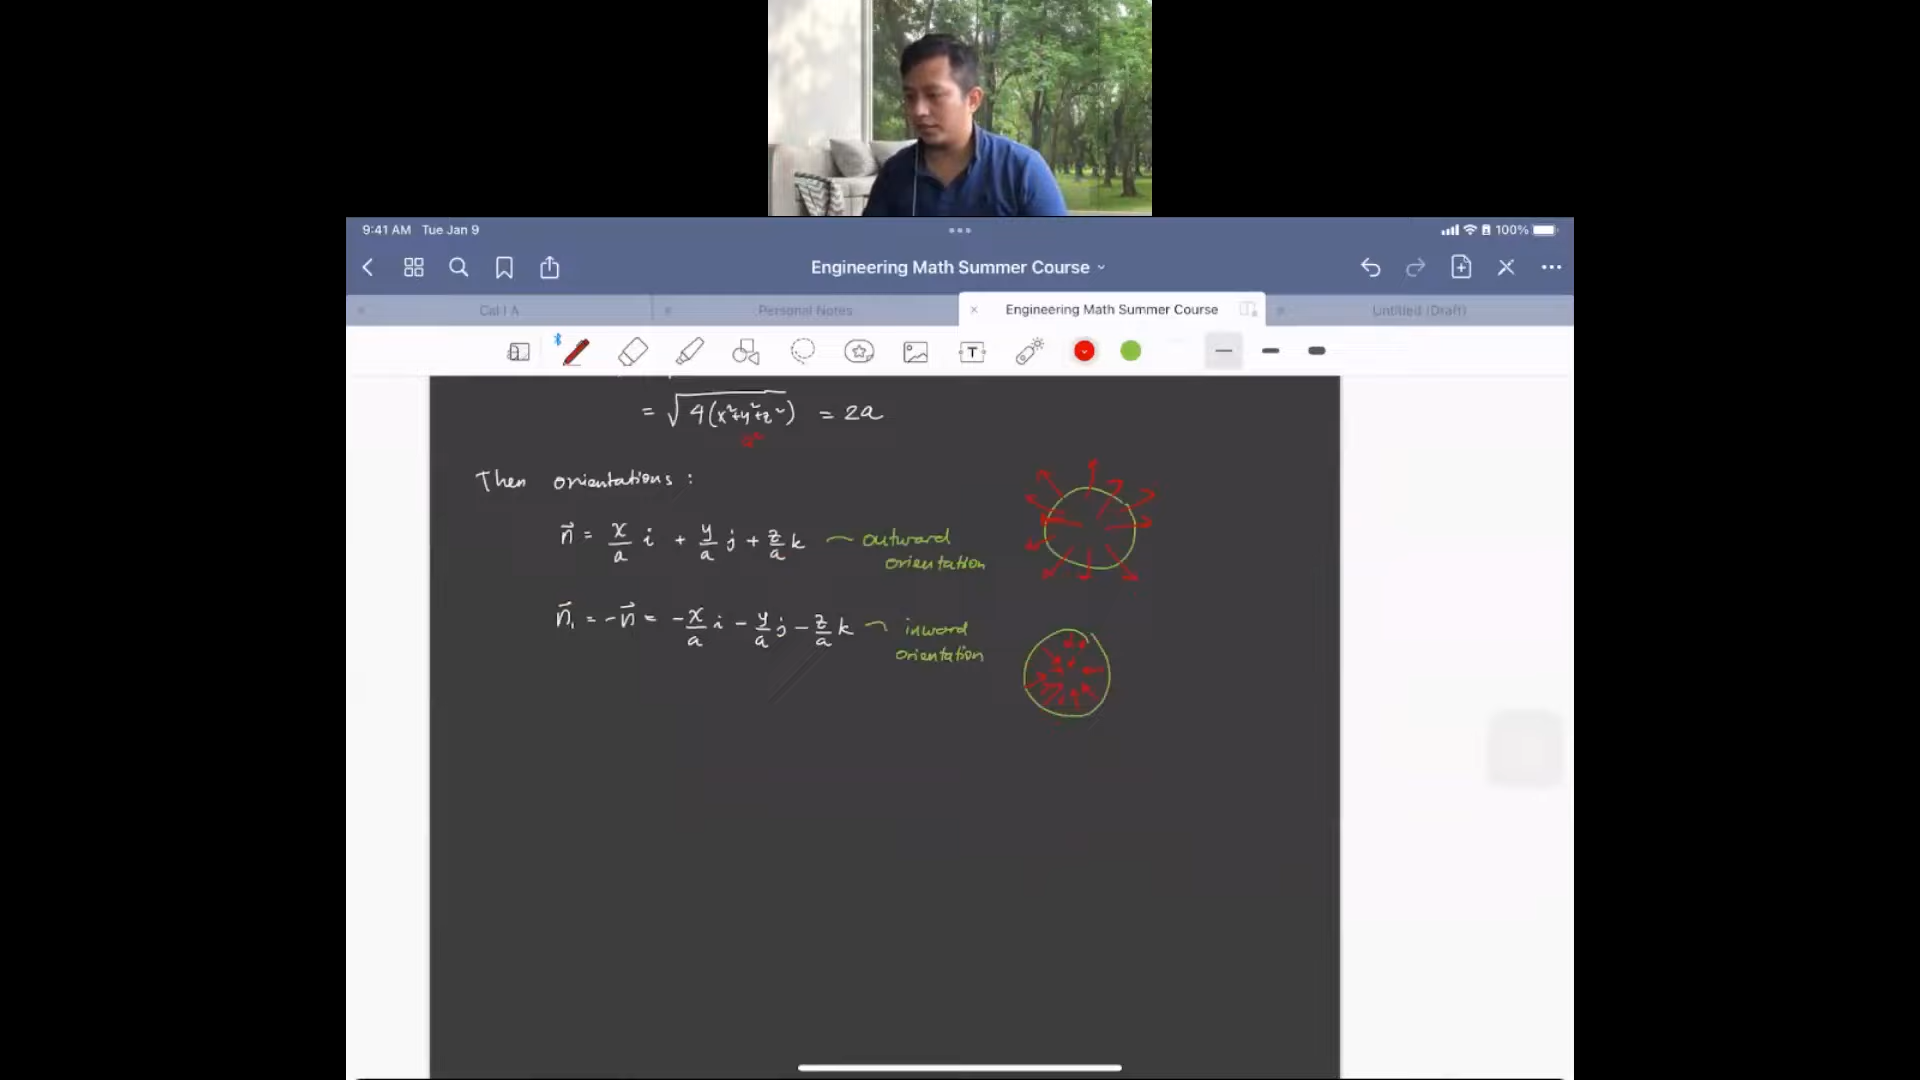 9:41 AM Tue Jan 9
100%
Engineering Math Summer Course
Cal I A
Personal Notes
Engineering Math Summer Course
Untitled (Draft)
T
= √4(x²+y²+z²) = 2a
a²
Then orientations :
n⃗ = x/a i + y/a j + z/a k ~ outward
orientation
n⃗₁ = -n⃗ = -x/a i - y/a j - z/a k ~ inward
orientation